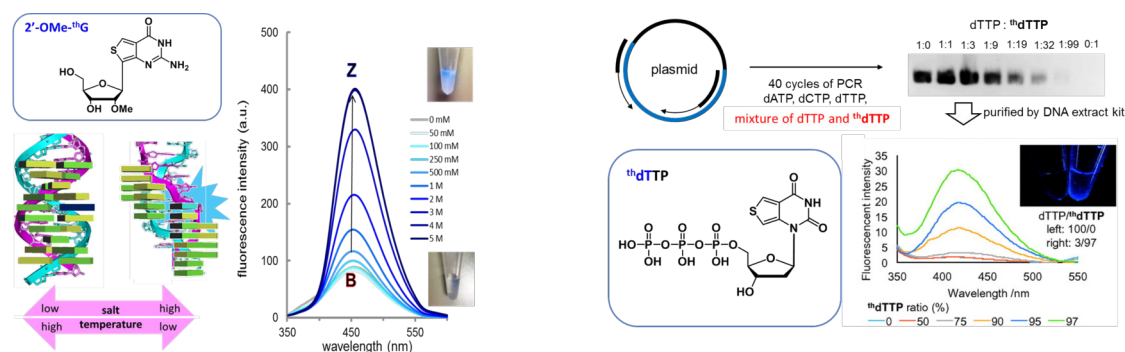 2'-OMe-thG
O
NH
N
NH2
S
HO
O
OH
OMe
low
high
salt
temperature
high
low
fluorescence intensity (a.u.)
500
400
300
200
100
0
Z
B
350
450
550
wavelength (nm)
0 mM
50 mM
100 mM
250 mM
500 mM
1 M
2 M
3 M
4 M
5 M
plasmid
40 cycles of PCR
dATP, dCTP, dTTP,
mixture of dTTP and thdTTP
dTTP : thdTTP
1:0 1:1 1:3 1:9 1:19 1:32 1:99 0:1
purified by DNA extract kit
thdTTP
O
S
NH
N
O
O O O
HO-P-O-P-O-P-O
OH OH OH
O
HO
Fluorescent intensity
35
30
25
20
15
10
5
0
350 400 450 500 550
Wavelength /nm
dTTP/thdTTP
left: 100/0
right: 3/97
thdTTP ratio (%)
0 50 75 90 95 97